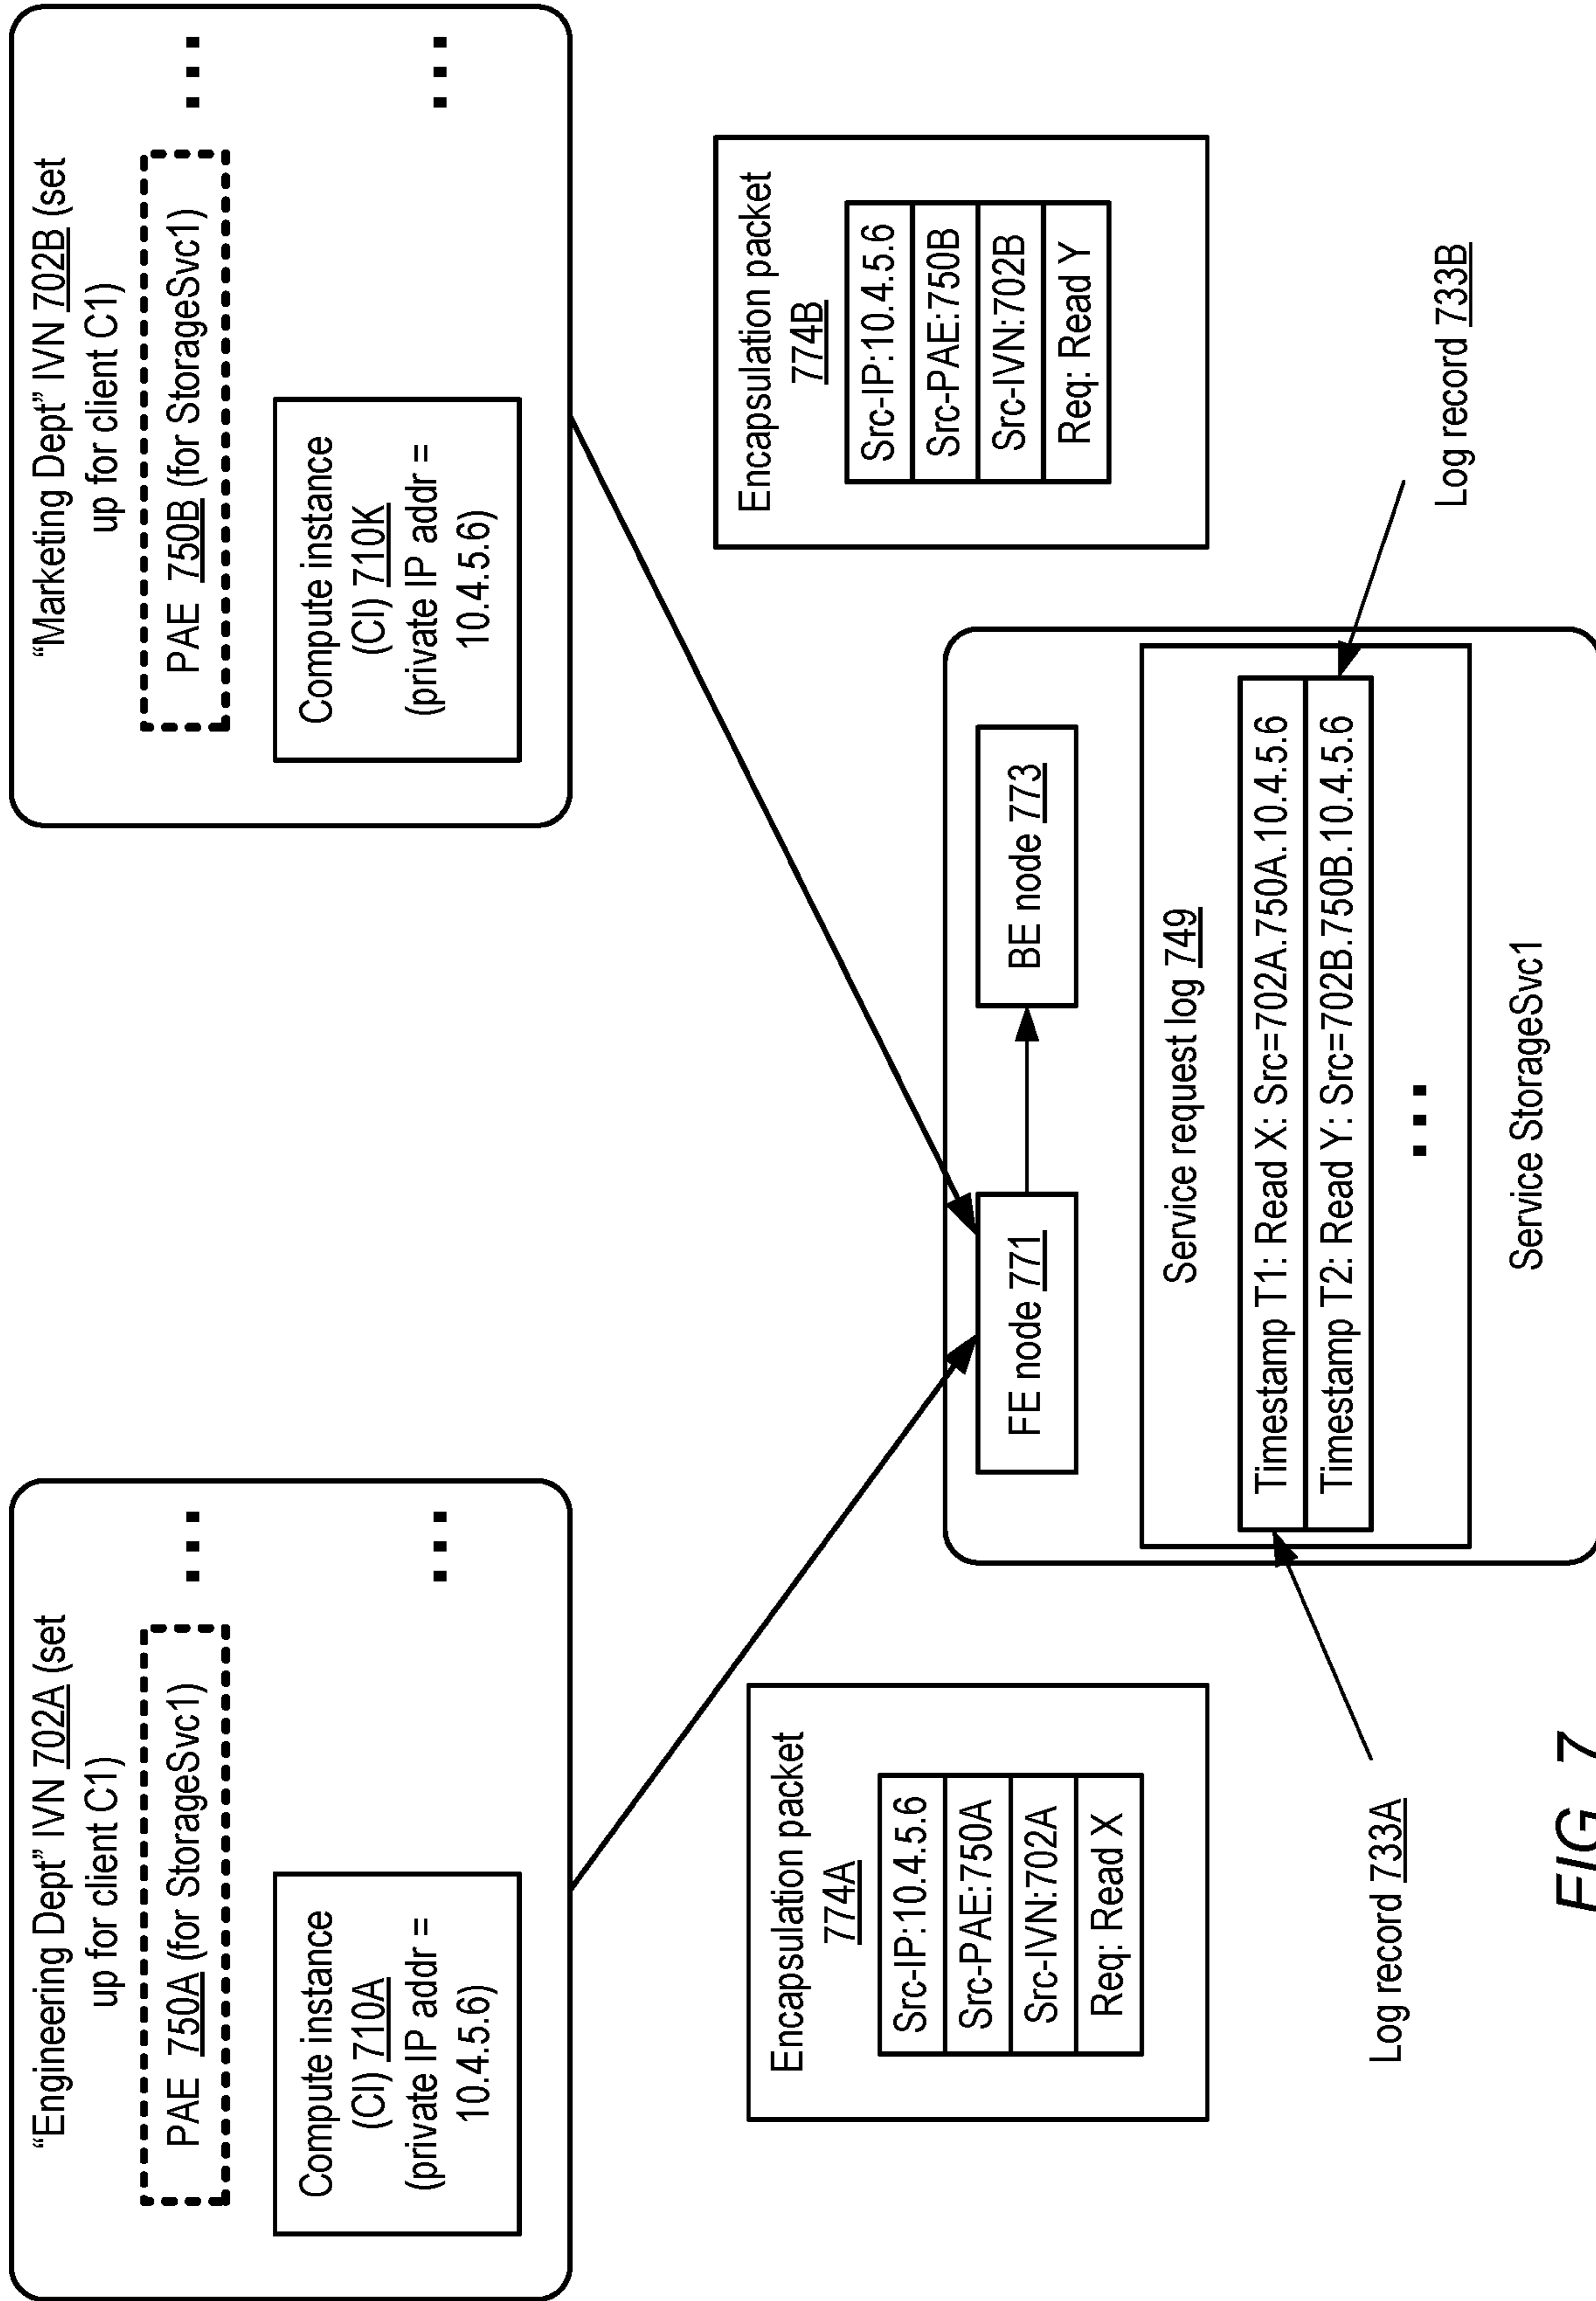 “Engineering Dept” IVN 702A (set
up for client C1)
PAE 750A (for StorageSvc1)
Compute instance
(CI) 710A
(private IP addr =
10.4.5.6)
“Marketing Dept” IVN 702B (set
up for client C1)
PAE 750B (for StorageSvc1)
Compute instance
(CI) 710K
(private IP addr =
10.4.5.6)
Encapsulation packet
774A
Src-IP:10.4.5.6
Src-PAE:750A
Src-IVN:702A
Req: Read X
Encapsulation packet
774B
Src-IP:10.4.5.6
Src-PAE:750B
Src-IVN:702B
Req: Read Y
FE node 771
BE node 773
Service request log 749
Timestamp T1: Read X: Src=702A.750A.10.4.5.6
Timestamp T2: Read Y: Src=702B.750B.10.4.5.6
Service StorageSvc1
Log record 733A
Log record 733B
FIG. 7